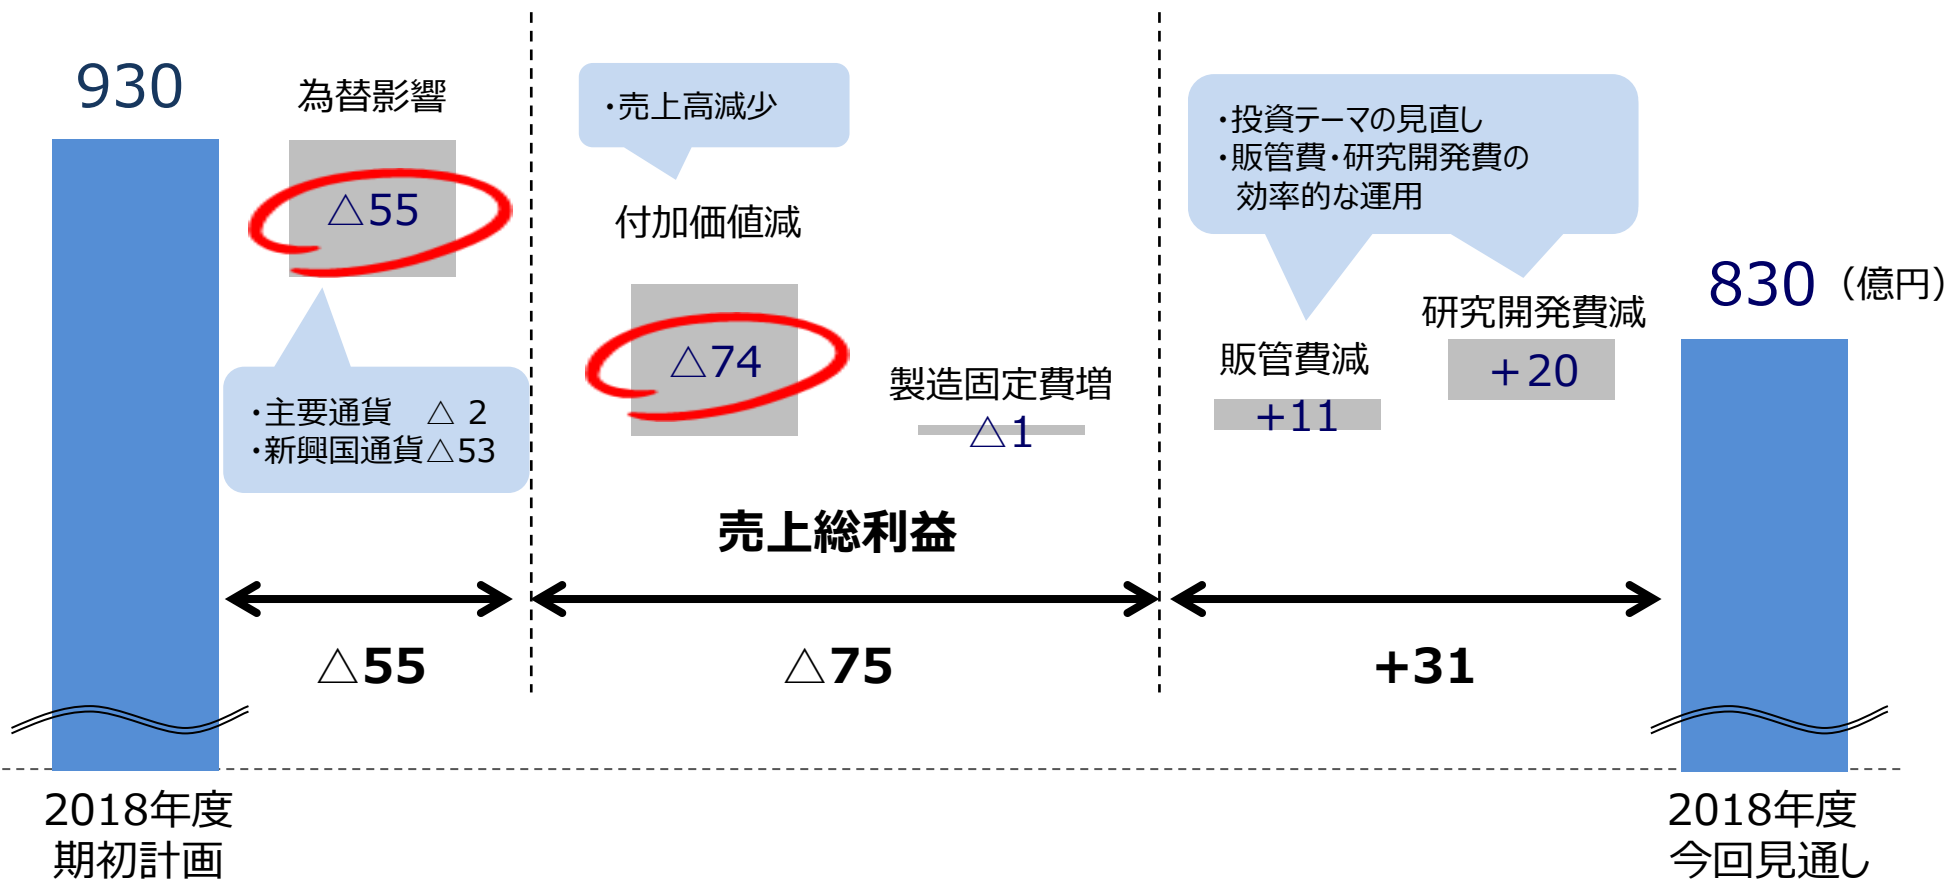 930
為替影響
△55
・主要通貨 △ 2
・新興国通貨△53
・売上高減少
付加価値減
△74
製造固定費増
△1
・投資テーマの見直し
・販管費・研究開発費の
効率的な運用
販管費減
+11
研究開発費減
+20
830
（億円）
売上総利益
△55
△75
+31
2018年度
期初計画
2018年度
今回見通し